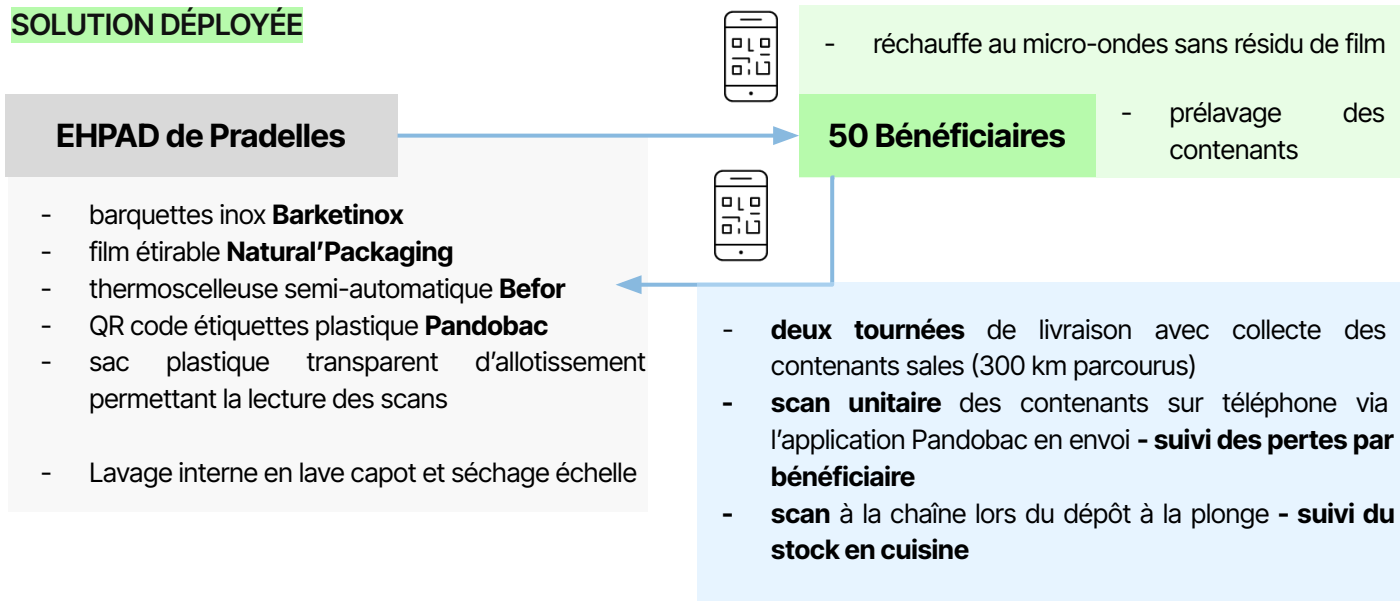 SOLUTION DÉPLOYÉE
EHPAD de Pradelles
- barquettes inox Barketinox
- film étirable Natural’Packaging
- thermoscelleuse semi-automatique Befor
- QR code étiquettes plastique Pandobac
- sac plastique transparent d’allotissement
permettant la lecture des scans
- Lavage interne en lave capot et séchage échelle
- réchauffe au micro-ondes sans résidu de film
50 Bénéficiaires
- prélavage des
contenants
- deux tournées de livraison avec collecte des
contenants sales (300 km parcourus)
- scan unitaire des contenants sur téléphone via
l’application Pandobac en envoi - suivi des pertes par
bénéficiaire
- scan à la chaîne lors du dépôt à la plonge - suivi du
stock en cuisine